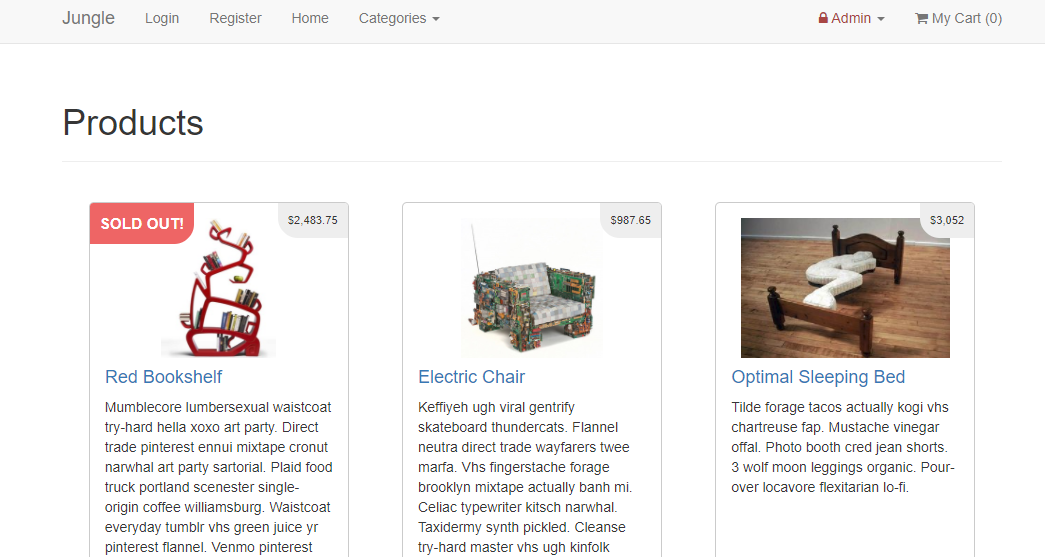 Jungle Login Register Home Categories Admin My Cart (0)
Products
SOLD OUT!
$2,483.75
Red Bookshelf
Mumblecore lumbersexual waistcoat
try-hard hella xoxo art party. Direct
trade pinterest ennui mixtape cronut
narwhal art party sartorial. Plaid food
truck portland scenester single-
origin coffee williamsburg. Waistcoat
everyday tumblr vhs green juice yr
pinterest flannel. Venmo pinterest
$987.65
Electric Chair
Keffiyeh ugh viral gentrify
skateboard thundercats. Flannel
neutra direct trade wayfarers twee
marfa. Vhs fingerstache forage
brooklyn mixtape actually banh mi.
Celiac typewriter kitsch narwhal.
Taxidermy synth pickled. Cleanse
try-hard master vhs ugh kinfolk
$3,052
Optimal Sleeping Bed
Tilde forage tacos actually kogi vhs
chartreuse fap. Mustache vinegar
offal. Photo booth cred jean shorts.
3 wolf moon leggings organic. Pour-
over locavore flexitarian lo-fi.